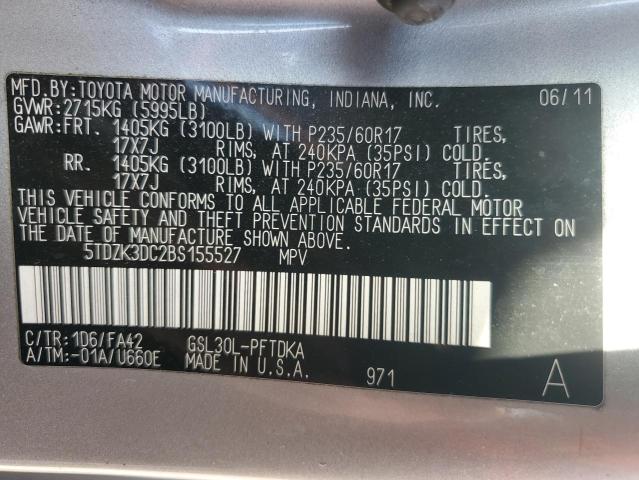 MFD.BY:TOYOTA MOTOR MANUFACTURING, INDIANA, INC. 06/11
GVWR:2715KG (5995LB)
GAWR:FRT. 1405KG (3100LB) WITH P235/60R17 TIRES,
17X7J RIMS, AT 240KPA (35PSI) COLD.
RR. 1405KG (3100LB) WITH P235/60R17 TIRES,
17X7J RIMS, AT 240KPA (35PSI) COLD.
THIS VEHICLE CONFORMS TO ALL APPLICABLE FEDERAL MOTOR
VEHICLE SAFETY AND THEFT PREVENTION STANDARDS IN EFFECT ON
THE DATE OF MANUFACTURE SHOWN ABOVE.
5TDZK3DC2BS155527 MPV
C/TR:1D6/FA42 GSL30L-PFTDKA
A/TM:-01A/U660E MADE IN U.S.A. 971 A